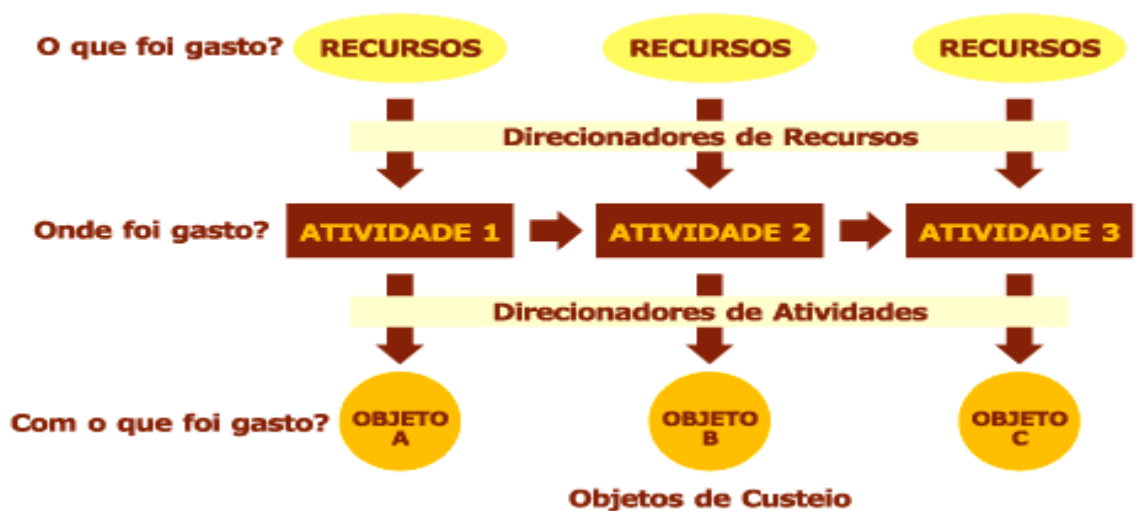 O que foi gasto? RECURSOS RECURSOS RECURSOS
Direcionadores de Recursos
Onde foi gasto? ATIVIDADE 1 ATIVIDADE 2 ATIVIDADE 3
Direcionadores de Atividades
Com o que foi gasto? OBJETO A OBJETO B OBJETO C
Objetos de Custeio